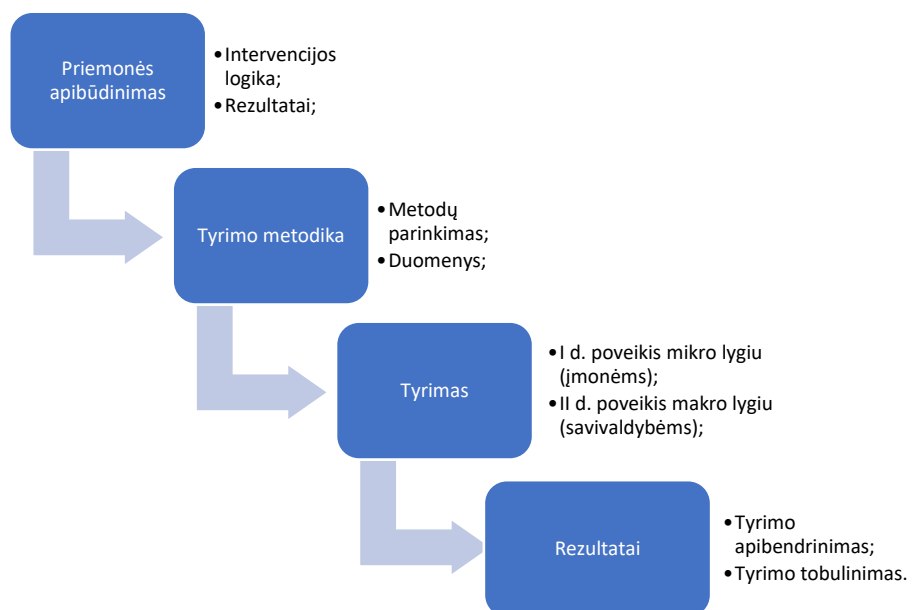 Priemonės
apibūdinimas
•Intervencijos
logika;
•Rezultatai;
Tyrimo metodika
•Metodų
parinkimas;
•Duomenys;
Tyrimas
•I d. poveikis mikro lygiu
(įmonėms);
•II d. poveikis makro lygiu
(savivaldybėms);
Rezultatai
•Tyrimo
apibendrinimas;
•Tyrimo tobulinimas.